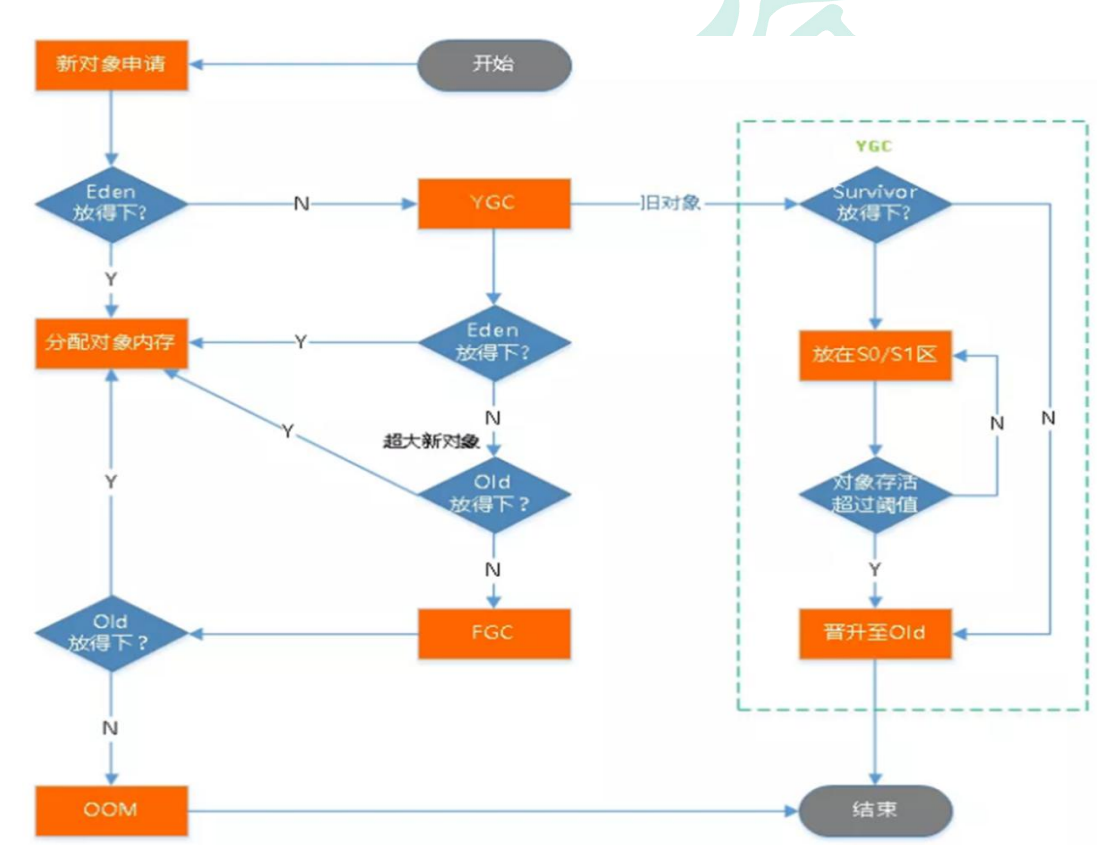 新对象申请
开始
YGC
Eden
放得下?
N
YGC
旧对象
Survivor
放得下?
Y
分配对象内存
Y
Eden
放得下?
放在S0/S1区
N
超大新对象
Y
N
N
Y
Old
放得下？
对象存活
超过阈值
N
Y
Old
放得下？
FGC
晋升至Old
N
OOM
结束